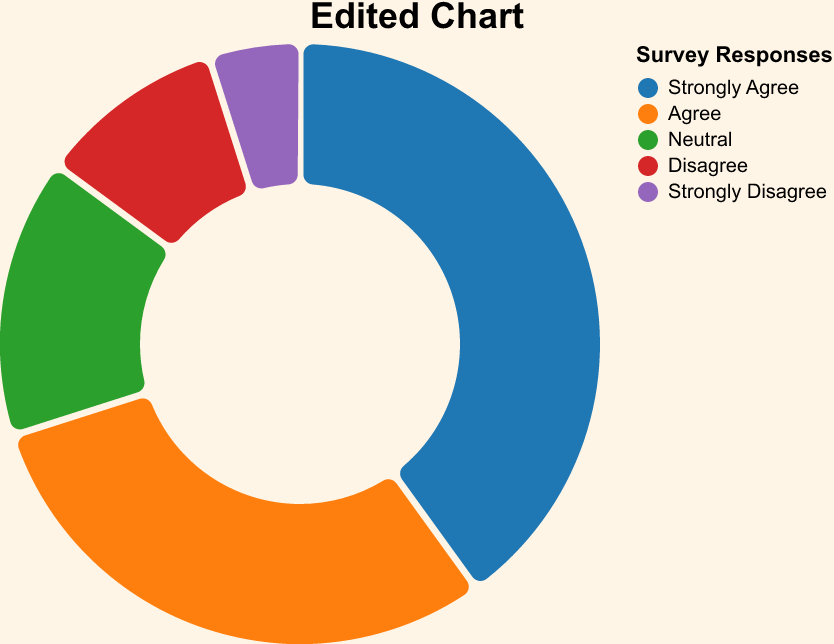 Edited Chart
Survey Responses
Strongly Agree
Agree
Neutral
Disagree
Strongly Disagree